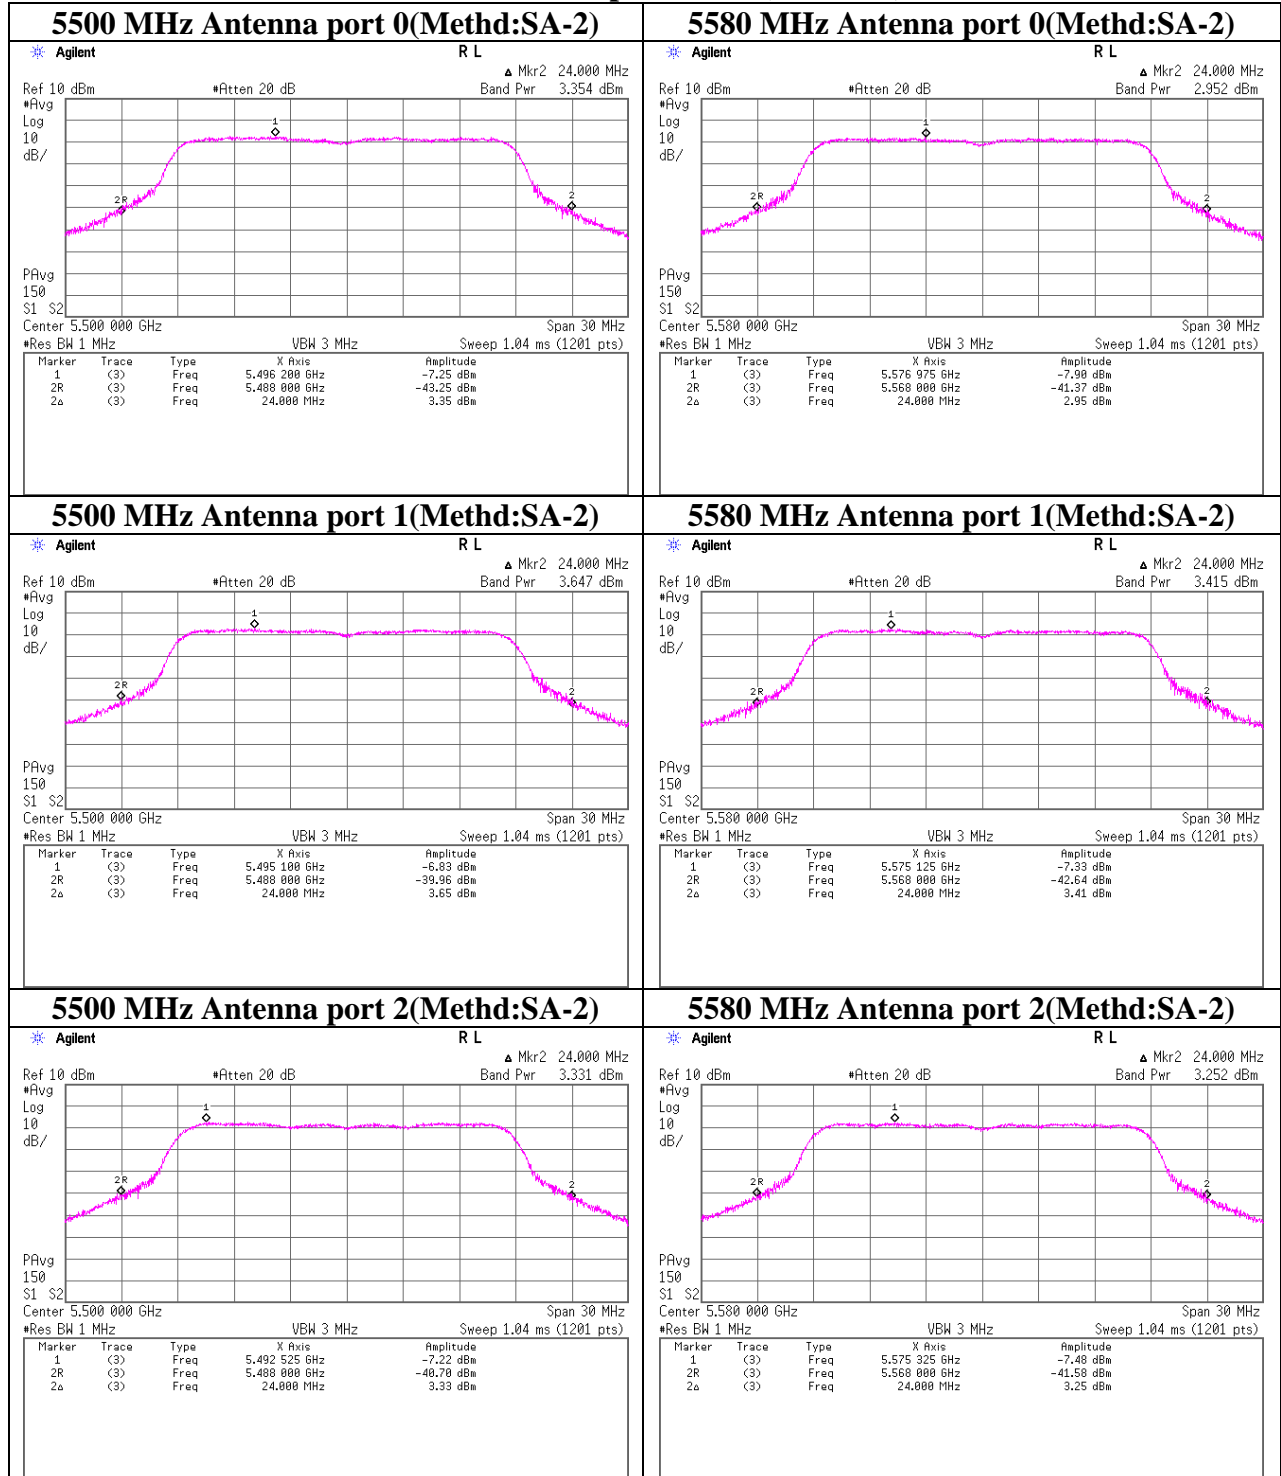 5500 MHz Antenna port 0(Methd:SA-2)
Agilent
R L
Δ Mkr2 24.000 MHz
Ref 10 dBm #Atten 20 dB Band Pwr 3.354 dBm
#Avg
Log
10
dB/
1
2R
2
PAvg
150
S1 S2
Center 5.500 000 GHz Span 30 MHz
#Res BW 1 MHz VBW 3 MHz Sweep 1.04 ms (1201 pts)
Marker Trace Type X Axis Amplitude
1 (3) Freq 5.496 200 GHz -7.25 dBm
2R (3) Freq 5.488 000 GHz -43.25 dBm
2Δ (3) Freq 24.000 MHz 3.35 dBm
5580 MHz Antenna port 0(Methd:SA-2)
Agilent
R L
Δ Mkr2 24.000 MHz
Ref 10 dBm #Atten 20 dB Band Pwr 2.952 dBm
#Avg
Log
10
dB/
1
2R
2
PAvg
150
S1 S2
Center 5.580 000 GHz Span 30 MHz
#Res BW 1 MHz VBW 3 MHz Sweep 1.04 ms (1201 pts)
Marker Trace Type X Axis Amplitude
1 (3) Freq 5.576 975 GHz -7.90 dBm
2R (3) Freq 5.568 000 GHz -41.37 dBm
2Δ (3) Freq 24.000 MHz 2.95 dBm
5500 MHz Antenna port 1(Methd:SA-2)
Agilent
R L
Δ Mkr2 24.000 MHz
Ref 10 dBm #Atten 20 dB Band Pwr 3.647 dBm
#Avg
Log
10
dB/
1
2R
2
PAvg
150
S1 S2
Center 5.500 000 GHz Span 30 MHz
#Res BW 1 MHz VBW 3 MHz Sweep 1.04 ms (1201 pts)
Marker Trace Type X Axis Amplitude
1 (3) Freq 5.495 100 GHz -6.83 dBm
2R (3) Freq 5.488 000 GHz -39.96 dBm
2Δ (3) Freq 24.000 MHz 3.65 dBm
5580 MHz Antenna port 1(Methd:SA-2)
Agilent
R L
Δ Mkr2 24.000 MHz
Ref 10 dBm #Atten 20 dB Band Pwr 3.415 dBm
#Avg
Log
10
dB/
1
2R
2
PAvg
150
S1 S2
Center 5.580 000 GHz Span 30 MHz
#Res BW 1 MHz VBW 3 MHz Sweep 1.04 ms (1201 pts)
Marker Trace Type X Axis Amplitude
1 (3) Freq 5.575 125 GHz -7.33 dBm
2R (3) Freq 5.568 000 GHz -42.64 dBm
2Δ (3) Freq 24.000 MHz 3.41 dBm
5500 MHz Antenna port 2(Methd:SA-2)
Agilent
R L
Δ Mkr2 24.000 MHz
Ref 10 dBm #Atten 20 dB Band Pwr 3.331 dBm
#Avg
Log
10
dB/
1
2R
2
PAvg
150
S1 S2
Center 5.500 000 GHz Span 30 MHz
#Res BW 1 MHz VBW 3 MHz Sweep 1.04 ms (1201 pts)
Marker Trace Type X Axis Amplitude
1 (3) Freq 5.492 525 GHz -7.22 dBm
2R (3) Freq 5.488 000 GHz -40.70 dBm
2Δ (3) Freq 24.000 MHz 3.33 dBm
5580 MHz Antenna port 2(Methd:SA-2)
Agilent
R L
Δ Mkr2 24.000 MHz
Ref 10 dBm #Atten 20 dB Band Pwr 3.252 dBm
#Avg
Log
10
dB/
1
2R
2
PAvg
150
S1 S2
Center 5.580 000 GHz Span 30 MHz
#Res BW 1 MHz VBW 3 MHz Sweep 1.04 ms (1201 pts)
Marker Trace Type X Axis Amplitude
1 (3) Freq 5.575 325 GHz -7.48 dBm
2R (3) Freq 5.568 000 GHz -41.58 dBm
2Δ (3) Freq 24.000 MHz 3.25 dBm